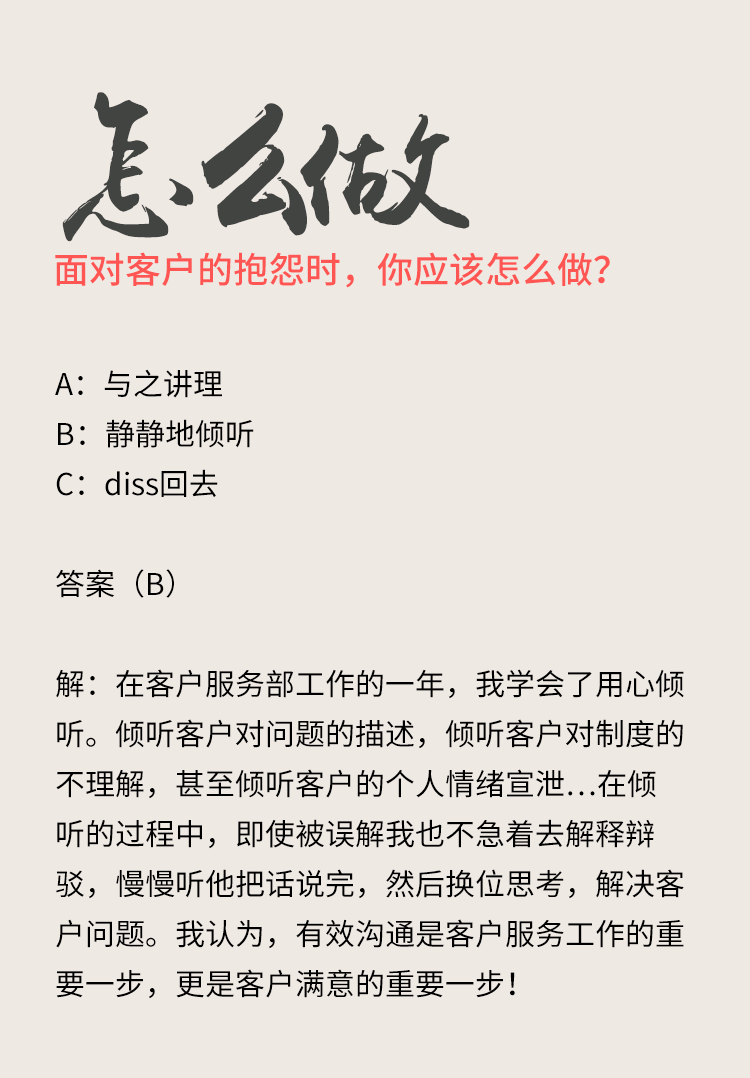 怎么做
面对客户的抱怨时，你应该怎么做？
A：与之讲理
B：静静地倾听
C：diss回去
答案（B）
解：在客户服务部工作的一年，我学会了用心倾
听。倾听客户对问题的描述，倾听客户对制度的
不理解，甚至倾听客户的个人情绪宣泄…在倾
听的过程中，即使被误解我也不急着去解释辩
驳，慢慢听他把话说完，然后换位思考，解决客
户问题。我认为，有效沟通是客户服务工作的重
要一步，更是客户满意的重要一步！